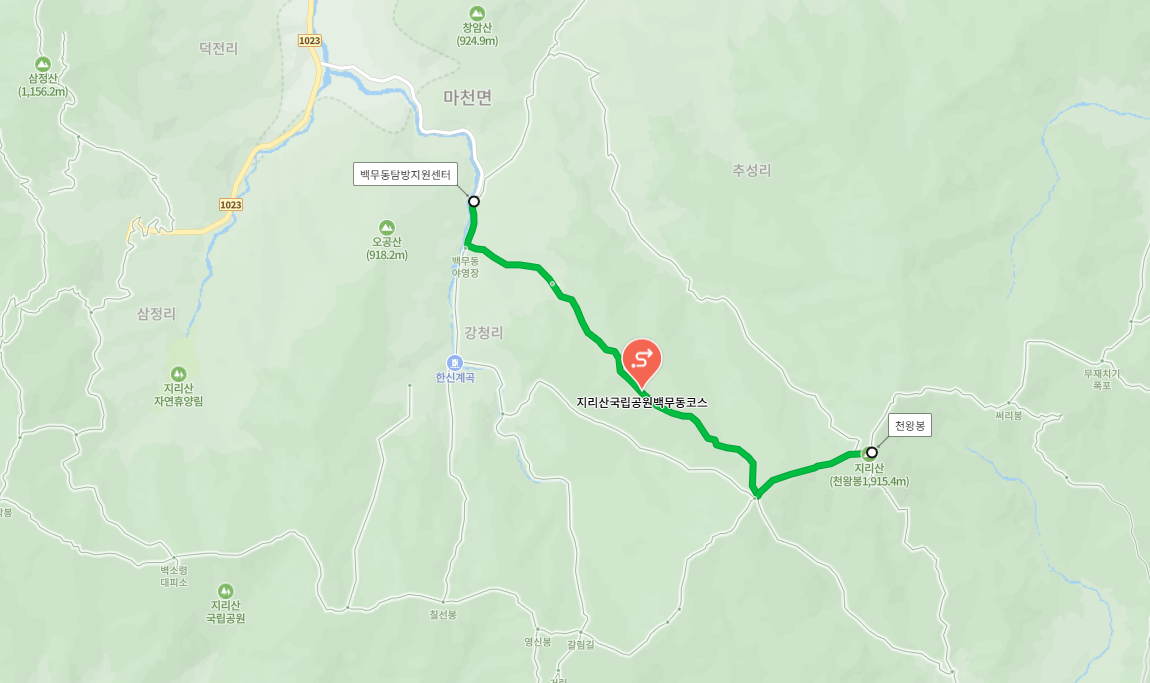 창암산
(924.9m)
1023
덕전리
삼정산
(1,156.2m)
마천면
백무동탐방지원센터
추성리
1023
오공산
(918.2m)
백무동
야영장
삼정리
강청리
지리산
자연휴양림
한신계곡
무재치기
폭포
지리산국립공원백무동코스
써리봉
천왕봉
지리산
(천왕봉1,915.4m)
벽소령
대피소
지리산
국립공원
칠선봉
영신봉
갈림길